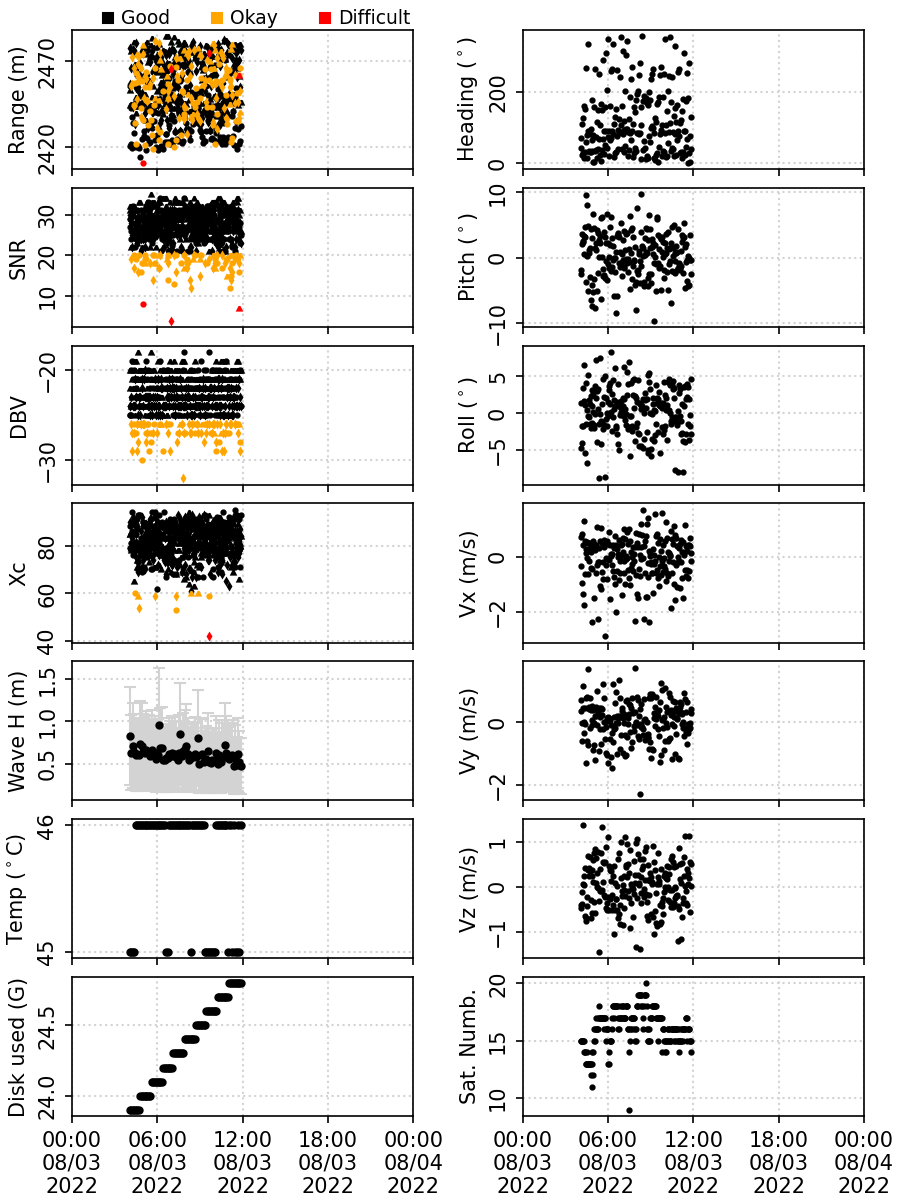 Good Okay Difficult
Range (m)
2470
2420
Heading ( ° )
200
0
SNR
30
20
10
Pitch ( ° )
10
0
−10
DBV
−20
−30
Roll ( ° )
5
0
−5
Xc
80
60
40
Vx (m/s)
0
−2
Wave H (m)
1.5
1.0
0.5
Vy (m/s)
0
−2
Temp ( ° C)
46
45
Vz (m/s)
1
0
−1
Disk used (G)
24.5
24.0
Sat. Numb.
20
15
10
00:00 06:00 12:00 18:00 00:00 00:00 06:00 12:00 18:00 00:00
08/03 08/03 08/03 08/03 08/04 08/03 08/03 08/03 08/03 08/04
2022 2022 2022 2022 2022 2022 2022 2022 2022 2022